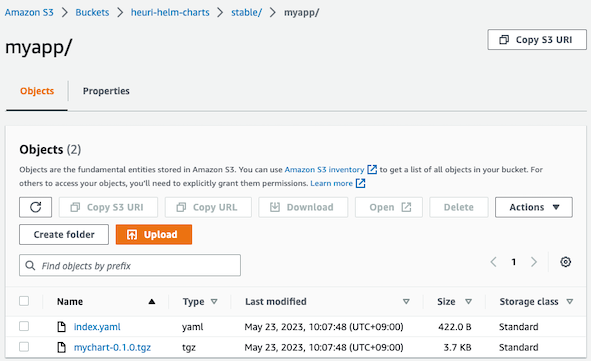 Amazon S3 > Buckets > heuri-helm-charts > stable/ > myapp/
myapp/
Copy S3 URI
Objects
Properties
Objects (2)
Objects are the fundamental entities stored in Amazon S3. You can use Amazon S3 inventory to get a list of all objects in your bucket. For
others to access your objects, you'll need to explicitly grant them permissions. Learn more
Copy S3 URI Copy URL Download Open Delete Actions
Create folder Upload
Find objects by prefix
1
Name Type Last modified Size Storage class
index.yaml yaml May 23, 2023, 10:07:48 (UTC+09:00) 422.0 B Standard
mychart-0.1.0.tgz tgz May 23, 2023, 10:07:48 (UTC+09:00) 3.7 KB Standard